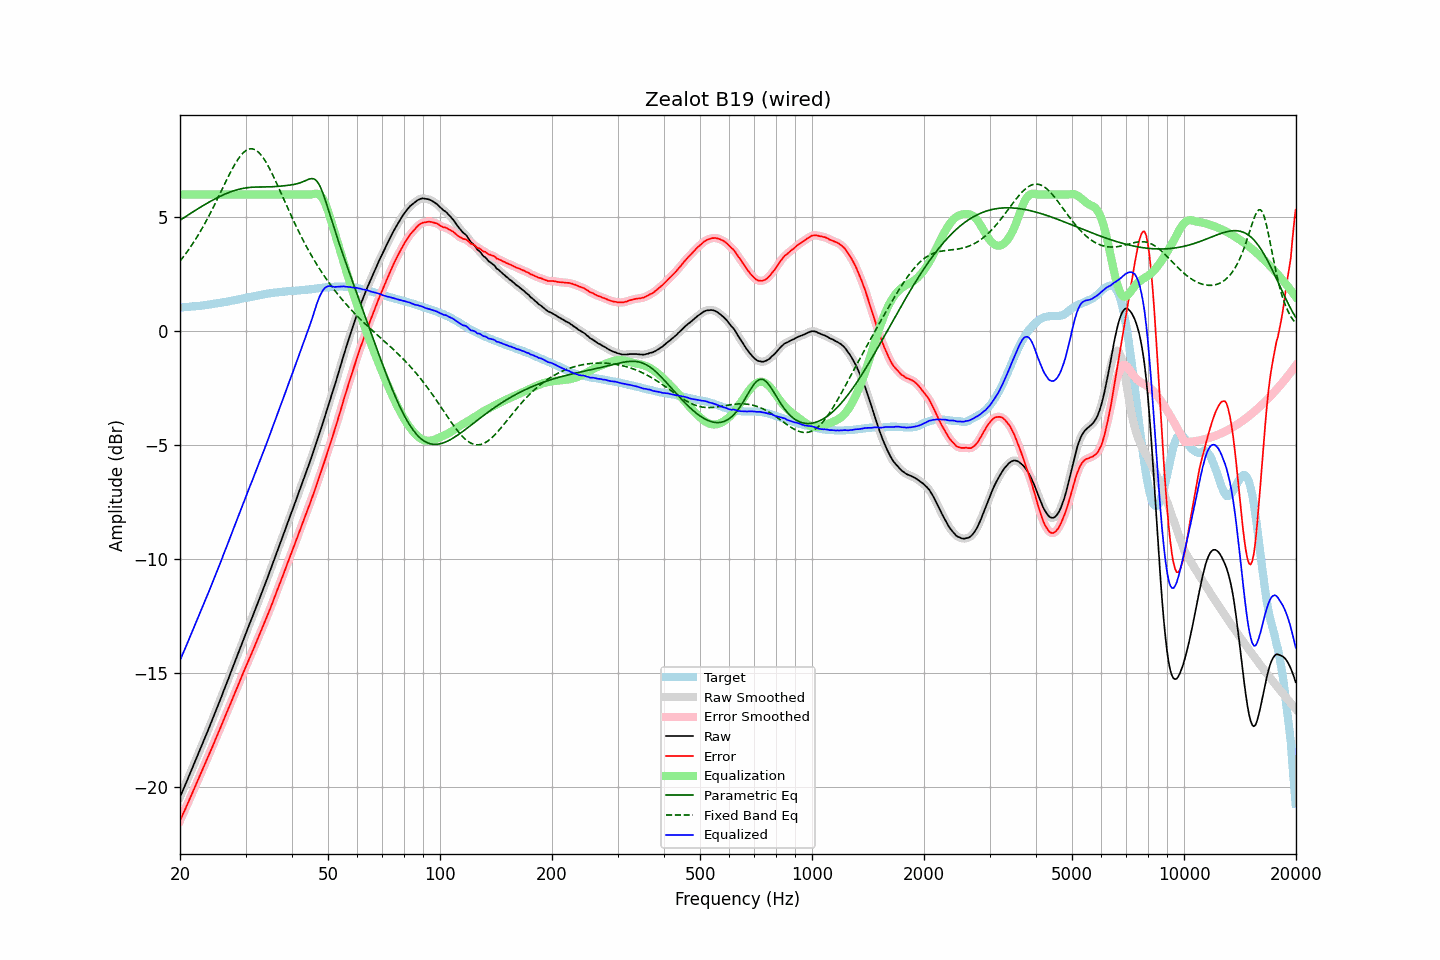 Zealot B19 (wired)
Amplitude (dBr)
5
0
−5
−10
−15
−20
Target
Raw Smoothed
Error Smoothed
Raw
Error
Equalization
Parametric Eq
Fixed Band Eq
Equalized
20 50 100 200 500 1000 2000 5000 10000 20000
Frequency (Hz)